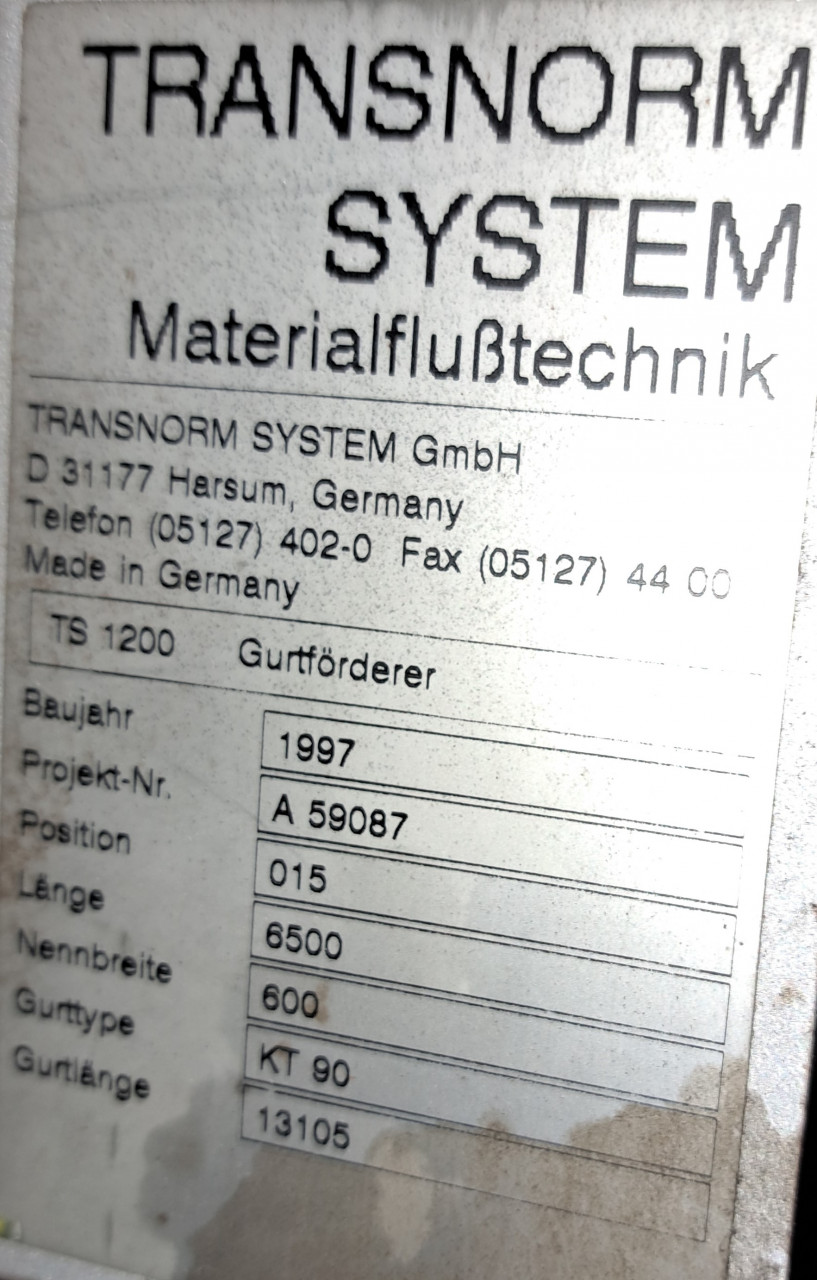 TRANSNORM
SYSTEM
Materialflußtechnik
TRANSNORM SYSTEM GmbH
D 31177 Harsum, Germany
Telefon (05127) 402-0 Fax (05127) 44 00
Made in Germany
TS 1200 Gurtförderer
Baujahr 1997
Projekt-Nr. A 59087
Position 015
Länge 6500
Nennbreite 600
Gurttype KT 90
Gurtlänge 13105